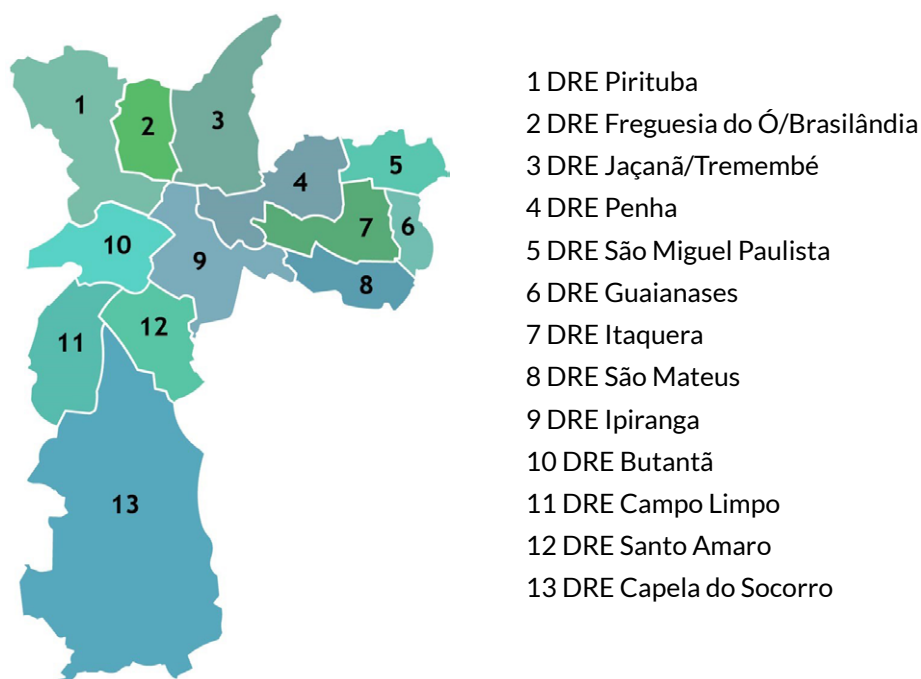 1
2
3
4
5
6
7
8
9
10
11
12
13
1 DRE Pirituba
2 DRE Freguesia do Ó/Brasilândia
3 DRE Jaçanã/Tremembé
4 DRE Penha
5 DRE São Miguel Paulista
6 DRE Guaianases
7 DRE Itaquera
8 DRE São Mateus
9 DRE Ipiranga
10 DRE Butantã
11 DRE Campo Limpo
12 DRE Santo Amaro
13 DRE Capela do Socorro